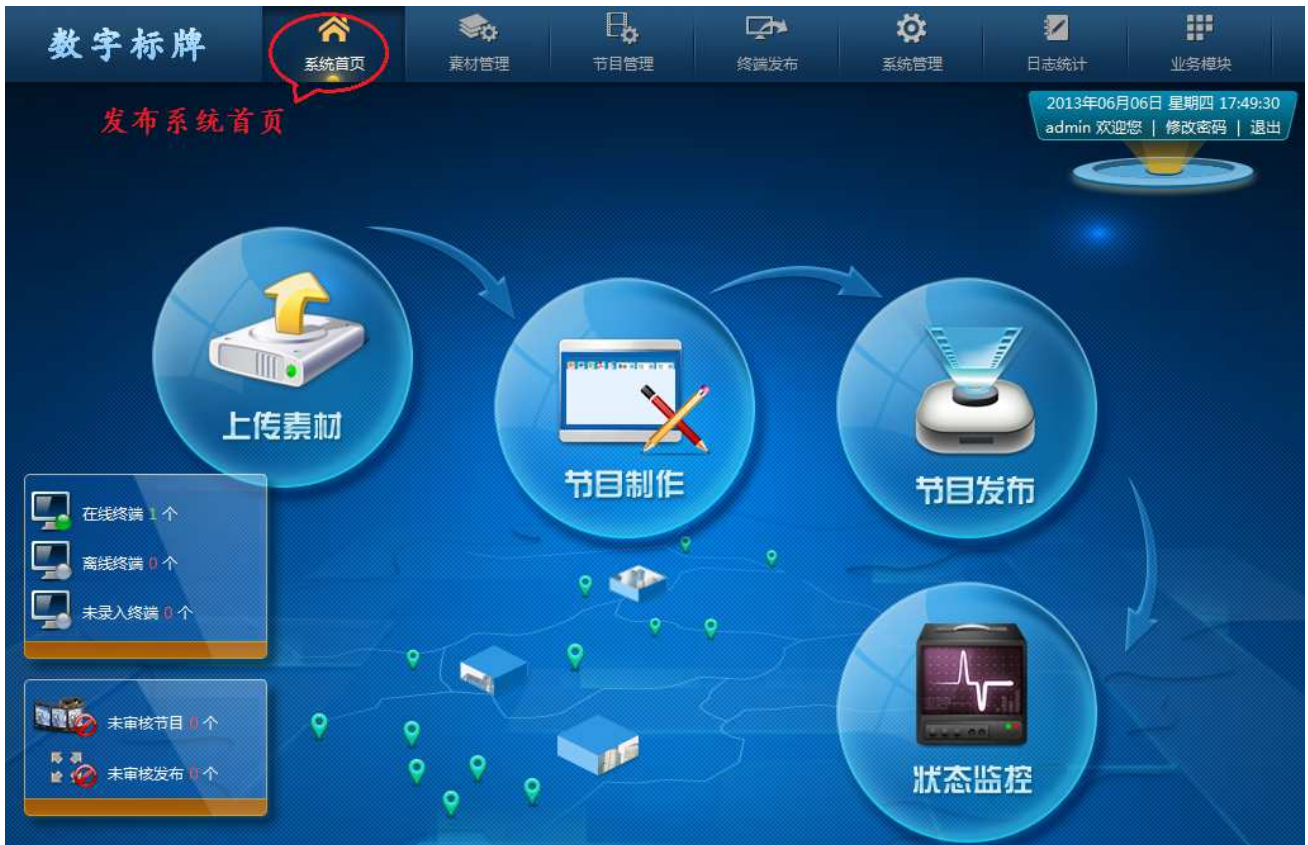 数字标牌
系统首页
素材管理
节目管理
终端发布
系统管理
日志统计
业务模块
发布系统首页
2013年06月06日 星期四 17:49:30
admin 欢迎您 | 修改密码 | 退出
上传素材
节目制作
节目发布
在线终端 1 个
离线终端 0 个
未录入终端 0 个
未审核节目 0 个
未审核发布 0 个
状态监控